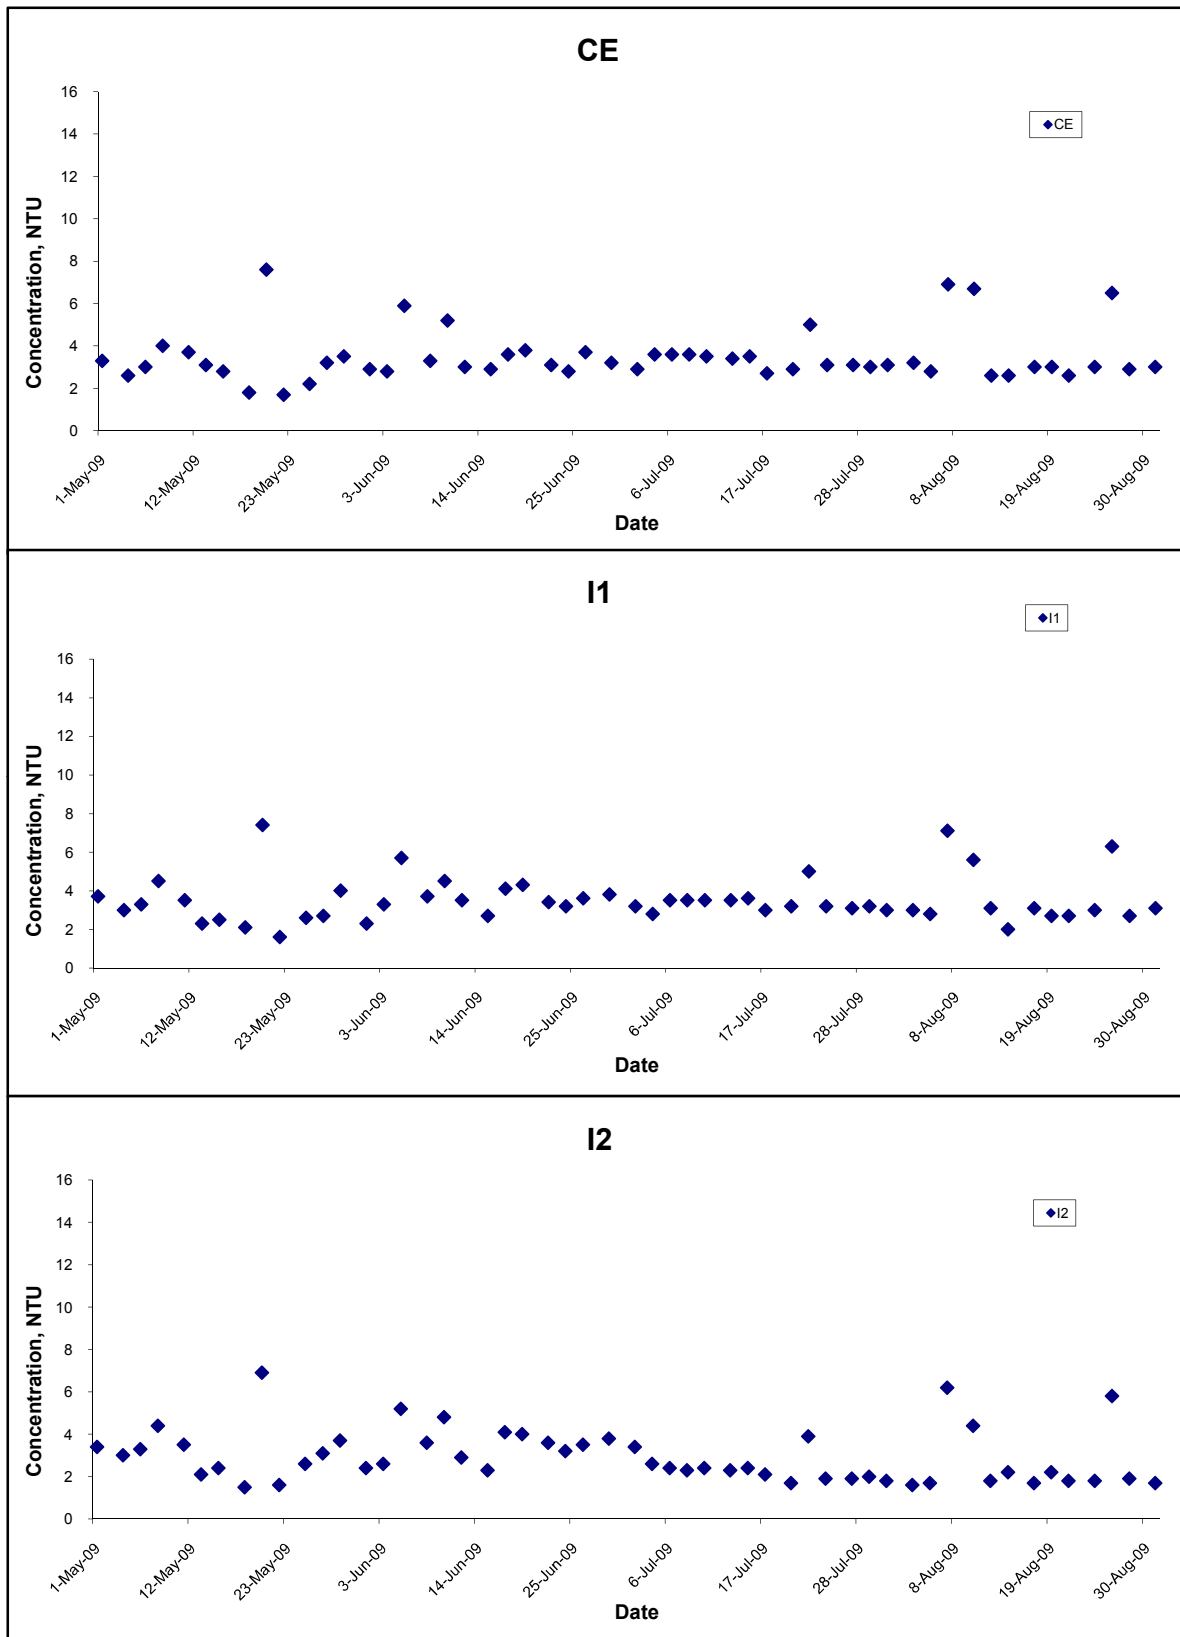 CE
16
14
12
10
8
6
4
2
0
Concentration, NTU
CE
1-May-09
12-May-09
23-May-09
3-Jun-09
14-Jun-09
25-Jun-09
6-Jul-09
17-Jul-09
28-Jul-09
8-Aug-09
19-Aug-09
30-Aug-09
Date
I1
16
14
12
10
8
6
4
2
0
Concentration, NTU
I1
1-May-09
12-May-09
23-May-09
3-Jun-09
14-Jun-09
25-Jun-09
6-Jul-09
17-Jul-09
28-Jul-09
8-Aug-09
19-Aug-09
30-Aug-09
Date
I2
16
14
12
10
8
6
4
2
0
Concentration, NTU
I2
1-May-09
12-May-09
23-May-09
3-Jun-09
14-Jun-09
25-Jun-09
6-Jul-09
17-Jul-09
28-Jul-09
8-Aug-09
19-Aug-09
30-Aug-09
Date